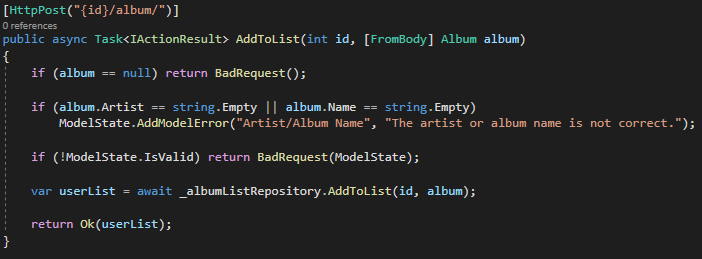 [HttpPost("{id}/album/")]
0 references
public async Task<IActionResult> AddToList(int id, [FromBody] Album album)
{
if (album == null) return BadRequest();
if (album.Artist == string.Empty || album.Name == string.Empty)
ModelState.AddModelError("Artist/Album Name", "The artist or album name is not correct.");
if (!ModelState.IsValid) return BadRequest(ModelState);
var userList = await _albumListRepository.AddToList(id, album);
return Ok(userList);
}